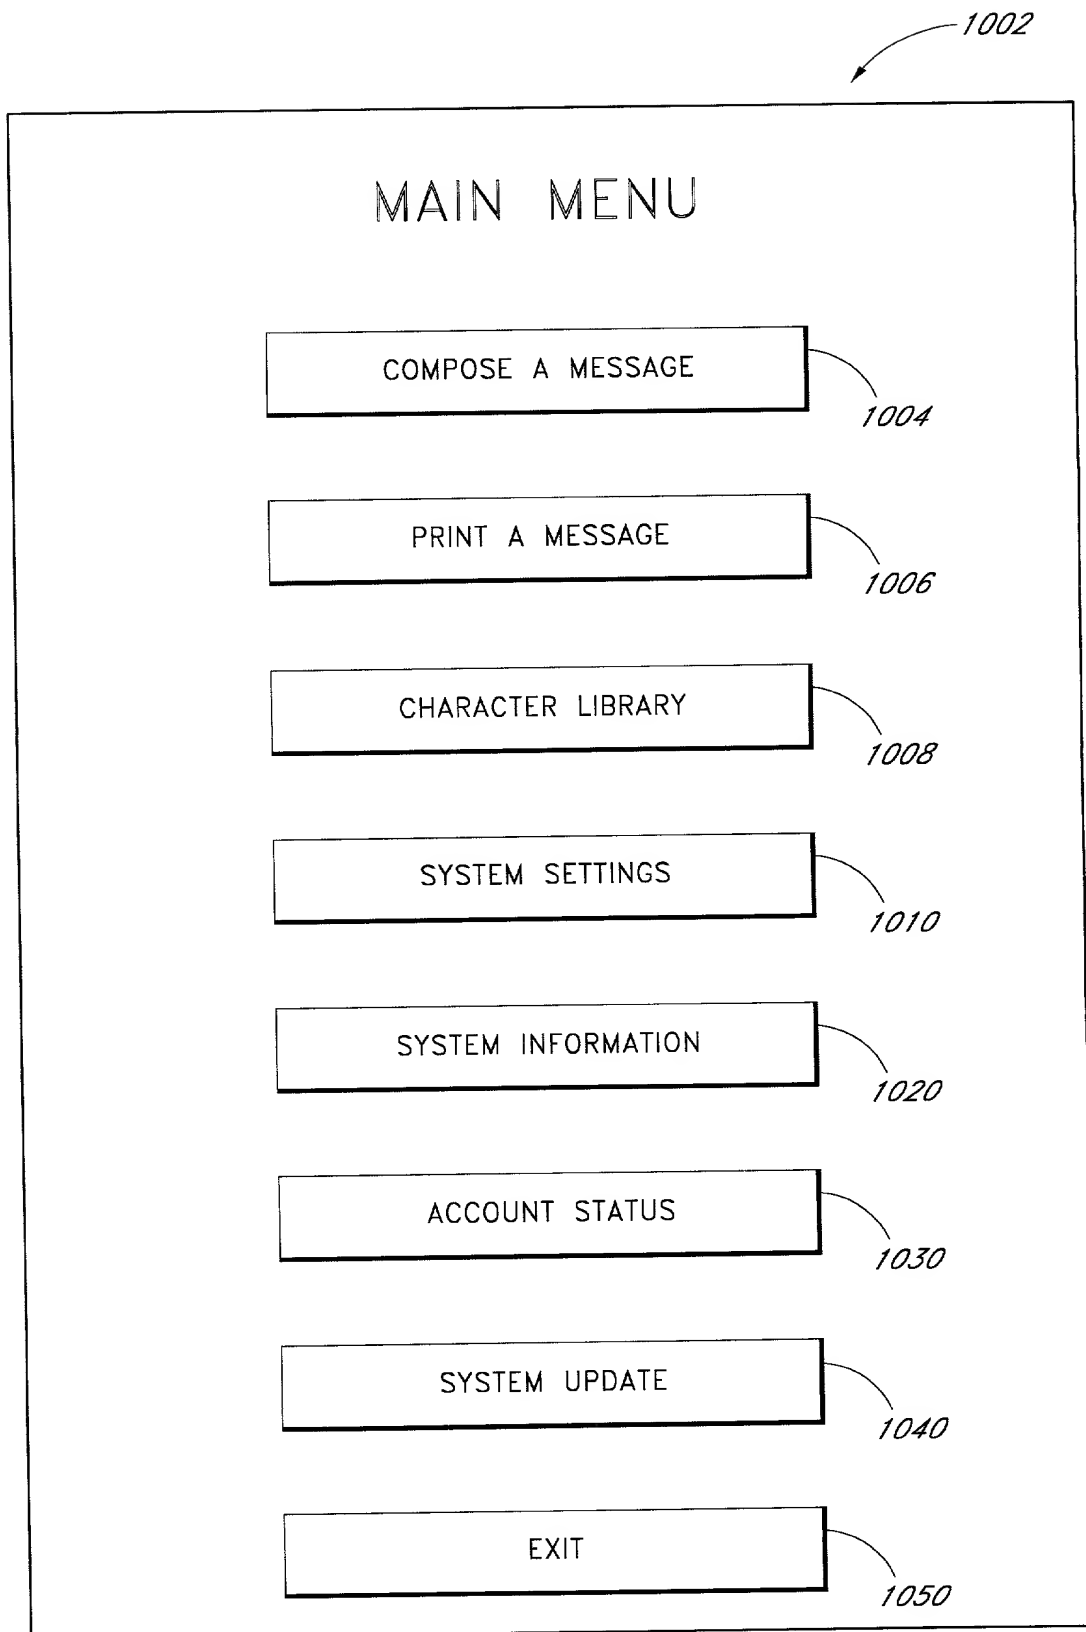 1002
MAIN MENU
COMPOSE A MESSAGE
1004
PRINT A MESSAGE
1006
CHARACTER LIBRARY
1008
SYSTEM SETTINGS
1010
SYSTEM INFORMATION
1020
ACCOUNT STATUS
1030
SYSTEM UPDATE
1040
EXIT
1050